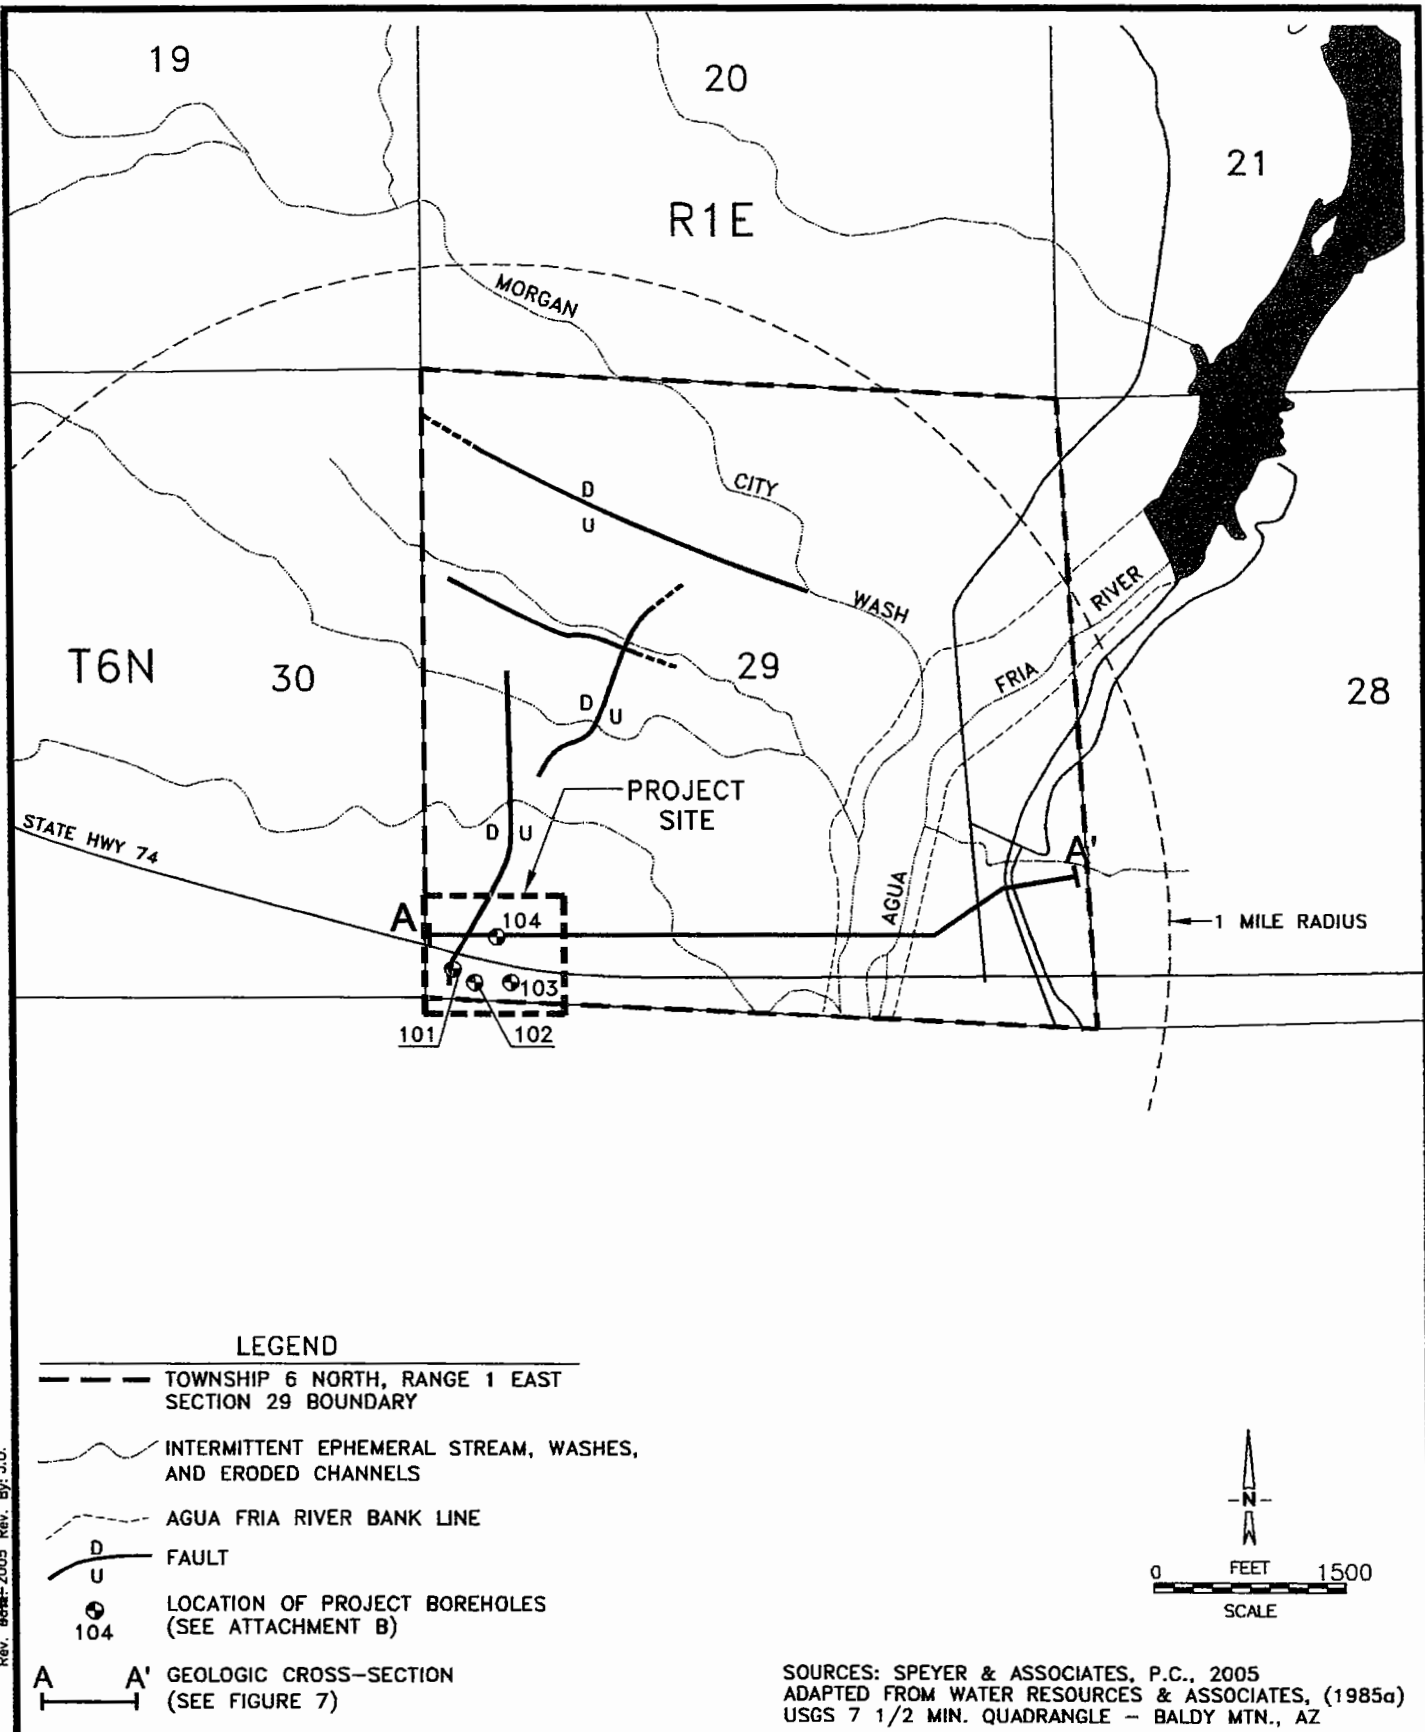 19
20
21
R1E
MORGAN
CITY
WASH
D
U
RIVER
FRIA
T6N
30
29
28
D U
PROJECT
SITE
STATE HWY 74
D U
A'
A
104
AGUA
1 MILE RADIUS
103
101
102
LEGEND
TOWNSHIP 6 NORTH, RANGE 1 EAST
SECTION 29 BOUNDARY
INTERMITTENT EPHEMERAL STREAM, WASHES,
AND ERODED CHANNELS
AGUA FRIA RIVER BANK LINE
D
U
FAULT
104
LOCATION OF PROJECT BOREHOLES
(SEE ATTACHMENT B)
A A' GEOLOGIC CROSS-SECTION
(SEE FIGURE 7)
N
0 FEET 1500
SCALE
SOURCES: SPEYER & ASSOCIATES, P.C., 2005
ADAPTED FROM WATER RESOURCES & ASSOCIATES, (1985a)
USGS 7 1/2 MIN. QUADRANGLE - BALDY MTN., AZ